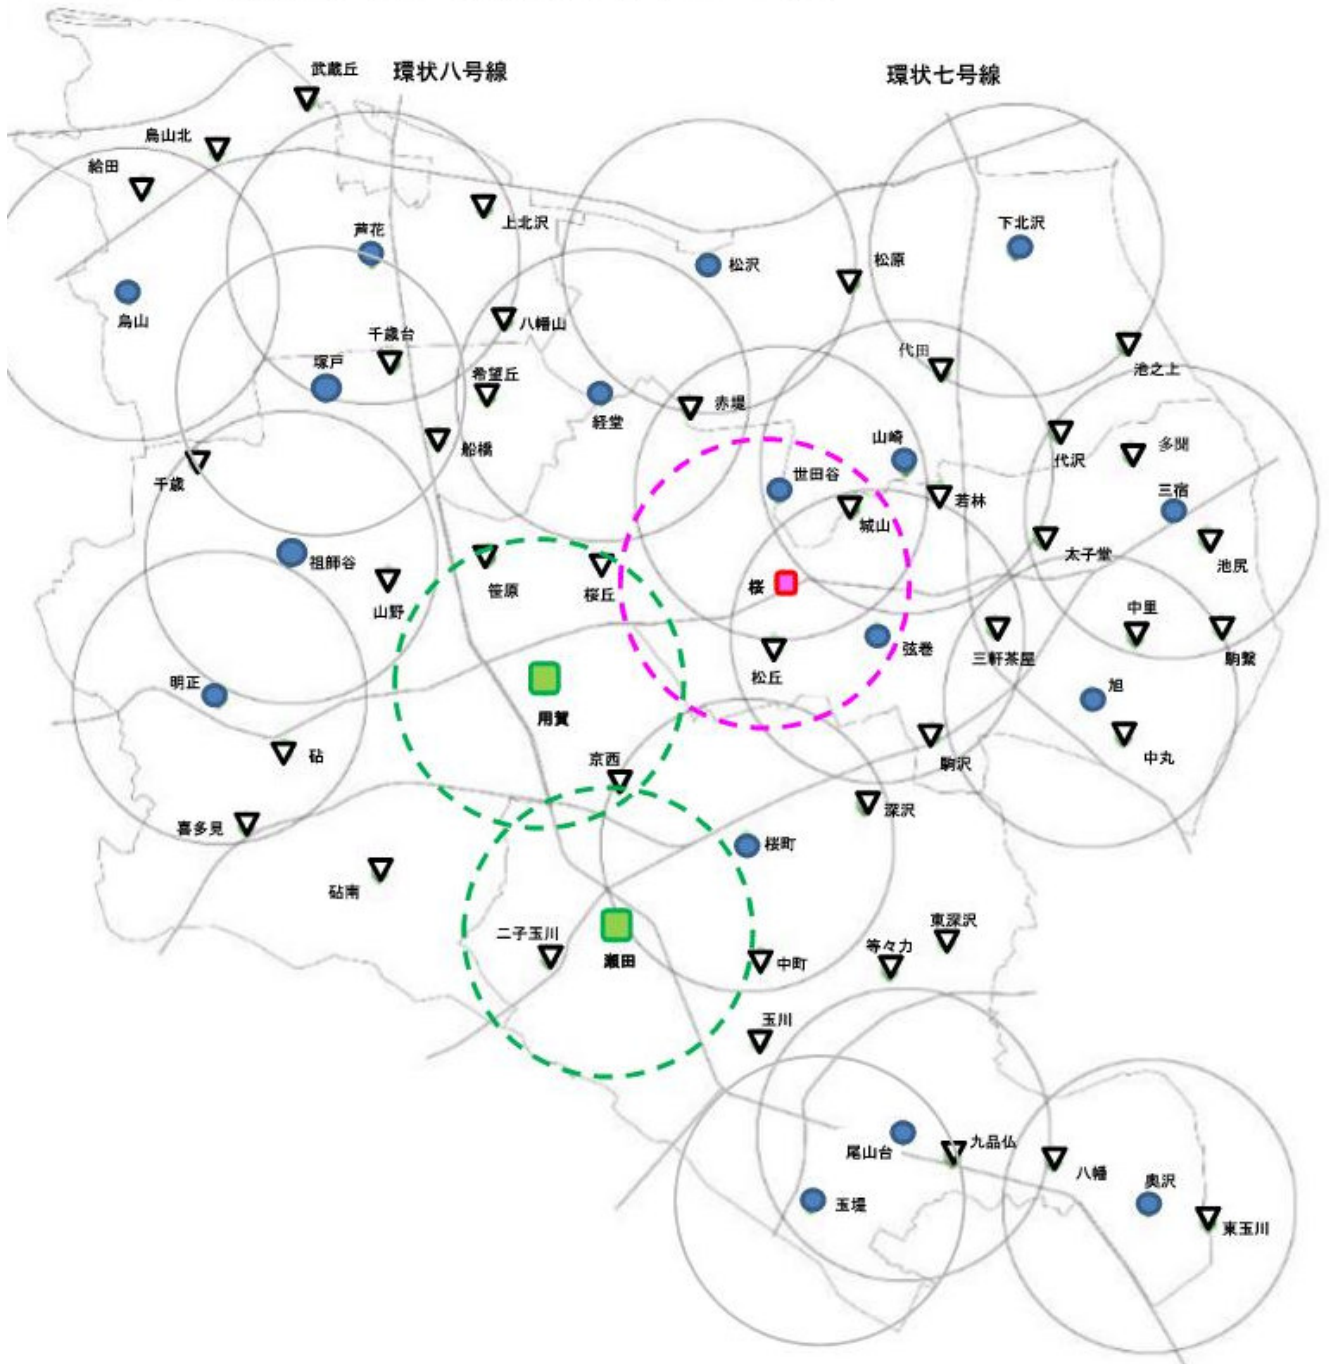 環状八号線
環状七号線
武蔵丘
烏山北
給田
上北沢
芦花
下北沢
松沢
松原
烏山
八幡山
千歳台
塚戸
希望丘
代田
池之上
経堂
赤堤
船橋
山崎
代沢
多聞
千歳
世田谷
三宿
若林
城山
太子堂
祖師谷
池尻
笹原
桜丘
桜
山野
中里
弦巻
三軒茶屋
駒繋
松丘
明正
旭
用賀
砧
京西
駒沢
中丸
深沢
喜多見
桜町
砧南
東深沢
二子玉川
等々力
瀬田
中町
玉川
九品仏
尾山台
八幡
奥沢
玉堤
東玉川